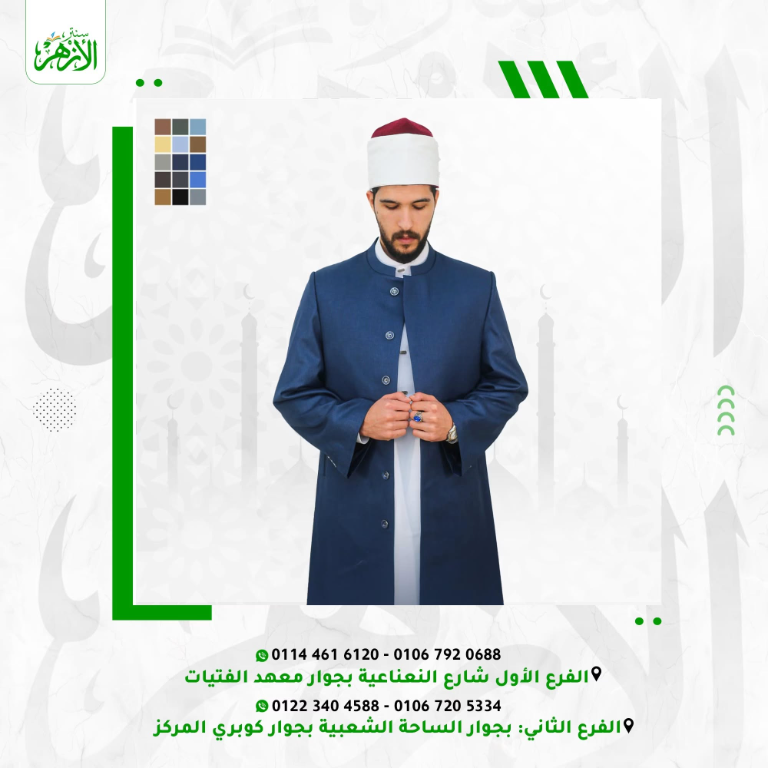 سنتر
الأزهر
0114 461 6120 - 0106 792 0688
الفرع الأول شارع النعناعية بجوار معهد الفتيات
0122 340 4588 - 0106 720 5334
الفرع الثاني: بجوار الساحة الشعبية بجوار كوبري المركز